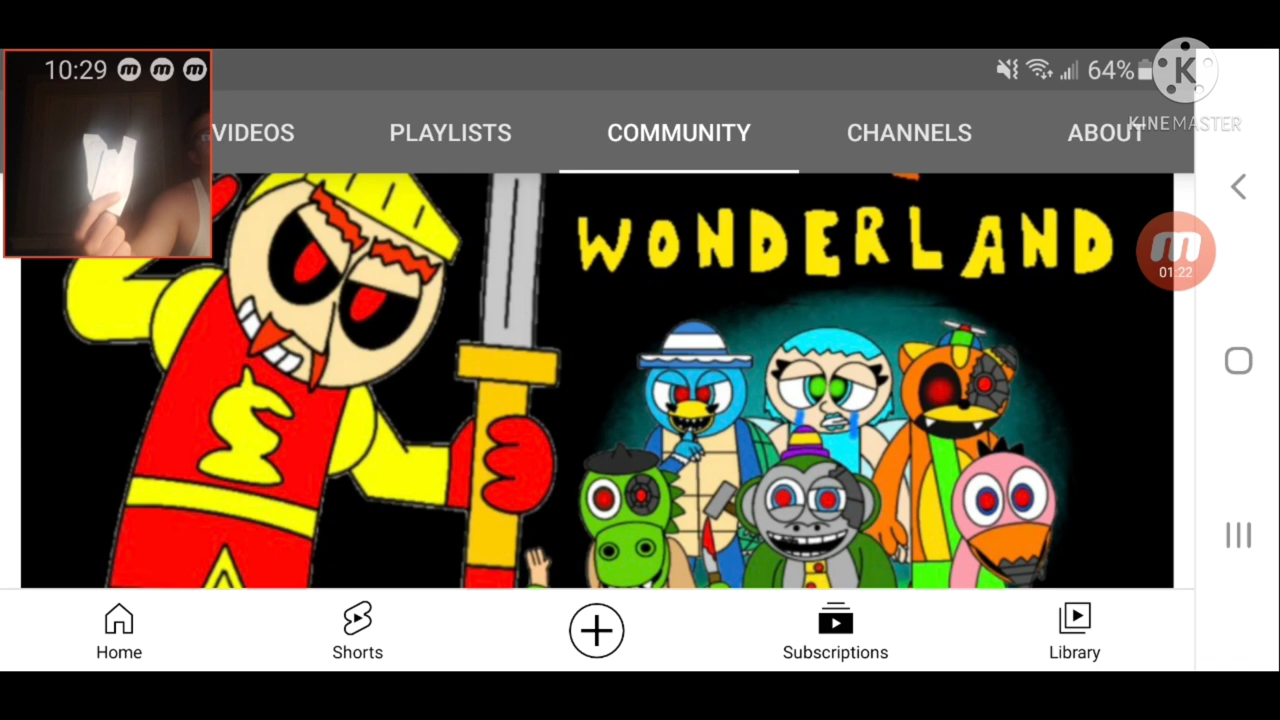 10:29 m m m 64%
K
KINEMASTER
VIDEOS PLAYLISTS COMMUNITY CHANNELS ABOUT
WONDERLAND
m
01:22
Home Shorts Subscriptions Library